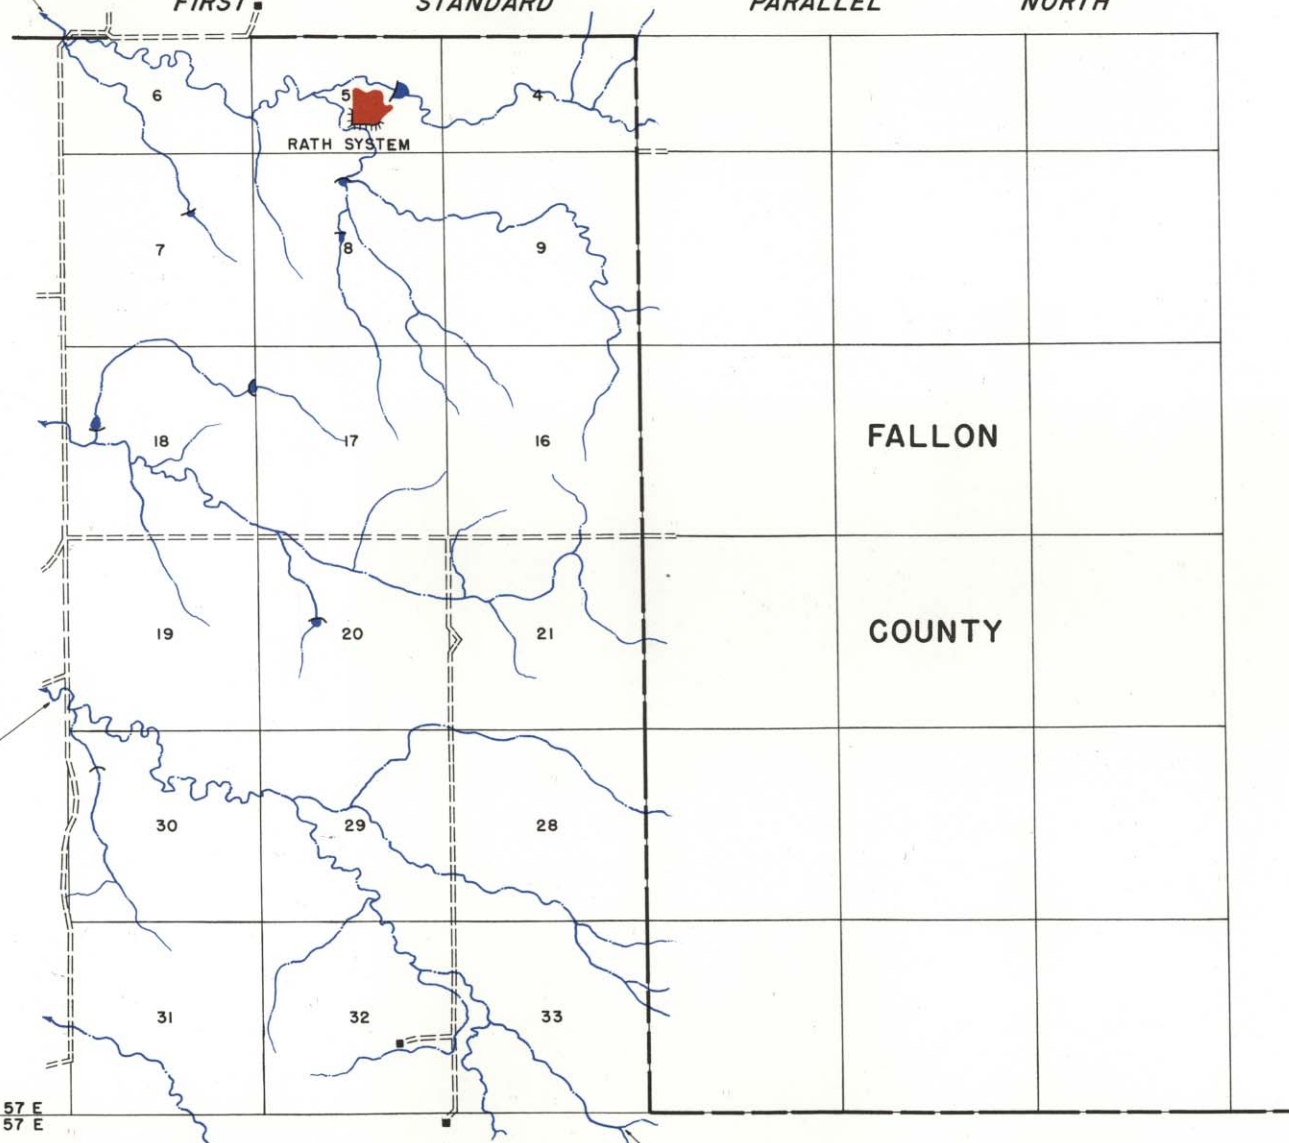 FIRST STANDARD PARALLEL NORTH
6 5 4
RATH SYSTEM
7 8 9
18 17 16
FALLON
19 20 21
COUNTY
30 29 28
31 32 33
57 E
57 E